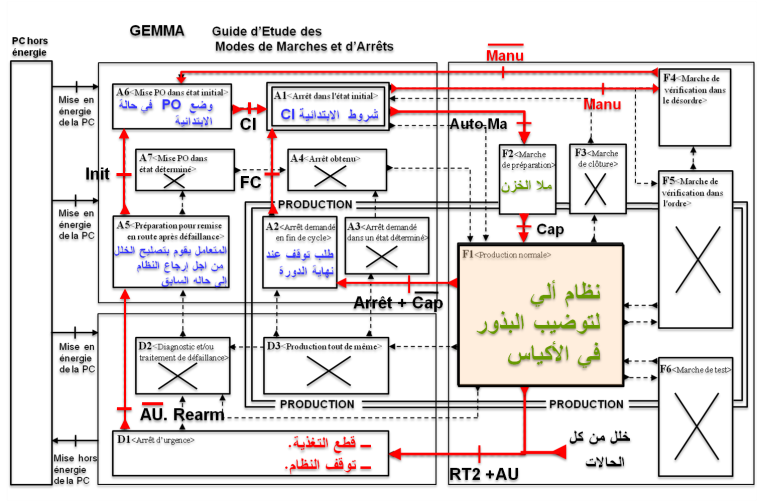 GEMMA
Guide d'Etude des
Modes de Marches et d'Arrêts
PC hors
énergie
Manu
A6 <Mise PO dans état initial>
وضع PO في حالة
الابتدائية
A1 <Arrêt dans l'état initial>
شروط الابتدائية CI
F4 <Marche de
vérification dans
le désordre>
Mise en
énergie
de la PC
CI
Manu
Auto.Ma
A7 <Mise PO dans
état déterminé>
A4 <Arrêt obtenu>
F2 <Marche
de préparation>
ملا الخزن
F3 <Marche
de clôture>
Init
FC
F5 <Marche de
vérification dans
l'ordre>
Mise en
énergie
de la PC
PRODUCTION
PRODUCTION
A5 <Préparation pour remise
en route après défaillance>
المتعامل يقوم بتصليح الخلل
من اجل إرجاع النظام
إلى حاله السابق
A2 <Arrêt demandé
en fin de cycle>
طلب توقف عند
نهاية الدورة
A3 <Arrêt demandé
dans un état déterminé>
Cap
F1 <Production normale>
نظام ألي
لتوضيب البذور
في الأكياس
Arrêt + Cap
Mise en
énergie
de la PC
D2 <Diagnostic et/ou
traitement de défaillance>
D3 <Production tout de même>
F6 <Marche de test>
AU. Rearm
PRODUCTION
PRODUCTION
D1 <Arrêt d'urgence>
– قطع التغذية.
– توقف النظام.
خلل من كل
الحالات
Mise hors
énergie
de la PC
RT2 +AU